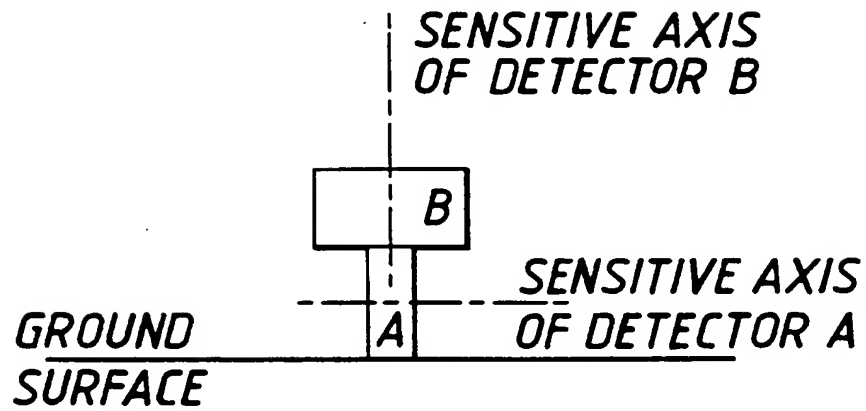 SENSITIVE AXIS
OF DETECTOR B
B
SENSITIVE AXIS
OF DETECTOR A
A
GROUND
SURFACE